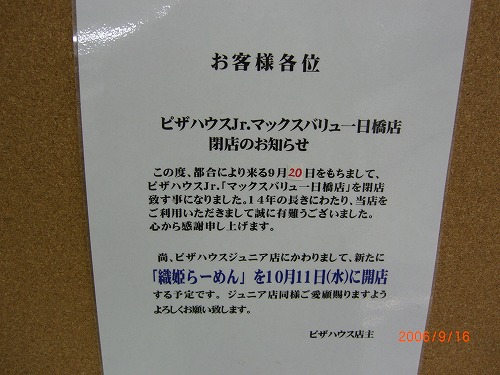 お客様各位
ピザハウスJr.マックスバリュー一日橋店
閉店のお知らせ
この度、都合により来る9月20日をもちまして、
ピザハウスJr.「マックスバリュー一日橋店」を閉店
致す事になりました。14年の長きにわたり、当店を
ご利用いただきまして誠に有難うございました。
心から感謝申し上げます。
尚、ピザハウスジュニア店にかわりまして、新たに
「織姫らーめん」を10月11日(水)に開店
する予定です。ジュニア店同様ご愛顧賜りますよう
よろしくお願い致します。
ピザハウス店主
2006/9/16